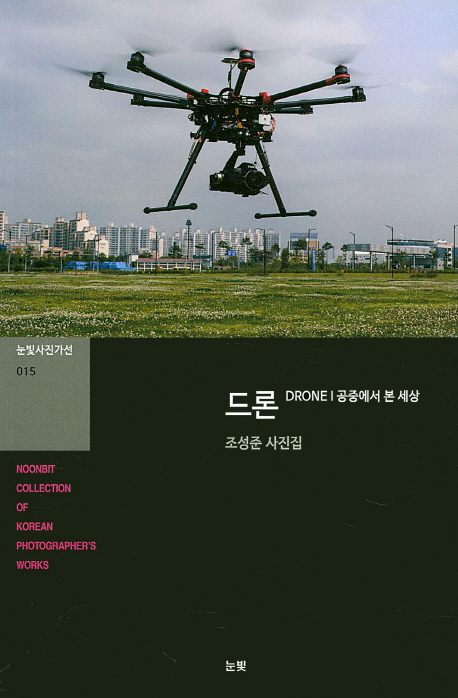 눈빛사진가선
015
드론 DRONE I 공중에서 본 세상
조성준 사진집
NOONBIT
COLLECTION
OF
KOREAN
PHOTOGRAPHER'S
WORKS
눈빛